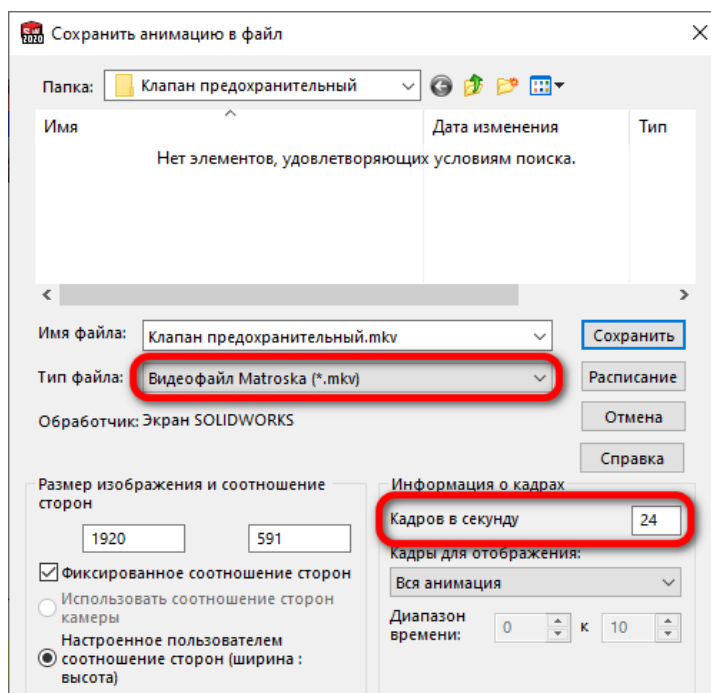 SW 2020 Сохранить анимацию в файл
Папка: Клапан предохранительный
Имя Дата изменения Тип
Нет элементов, удовлетворяющих условиям поиска.
Имя файла: Клапан предохранительный.mkv Сохранить
Тип файла: Видеофайл Matroska (*.mkv) Расписание
Обработчик: Экран SOLIDWORKS Отмена
Справка
Размер изображения и соотношение
сторон
1920 591
Фиксированное соотношение сторон
Использовать соотношение сторон
камеры
Настроенное пользователем
соотношение сторон (ширина :
высота)
Информация о кадрах
Кадров в секунду 24
Кадры для отображения:
Вся анимация
Диапазон
времени: 0 к 10